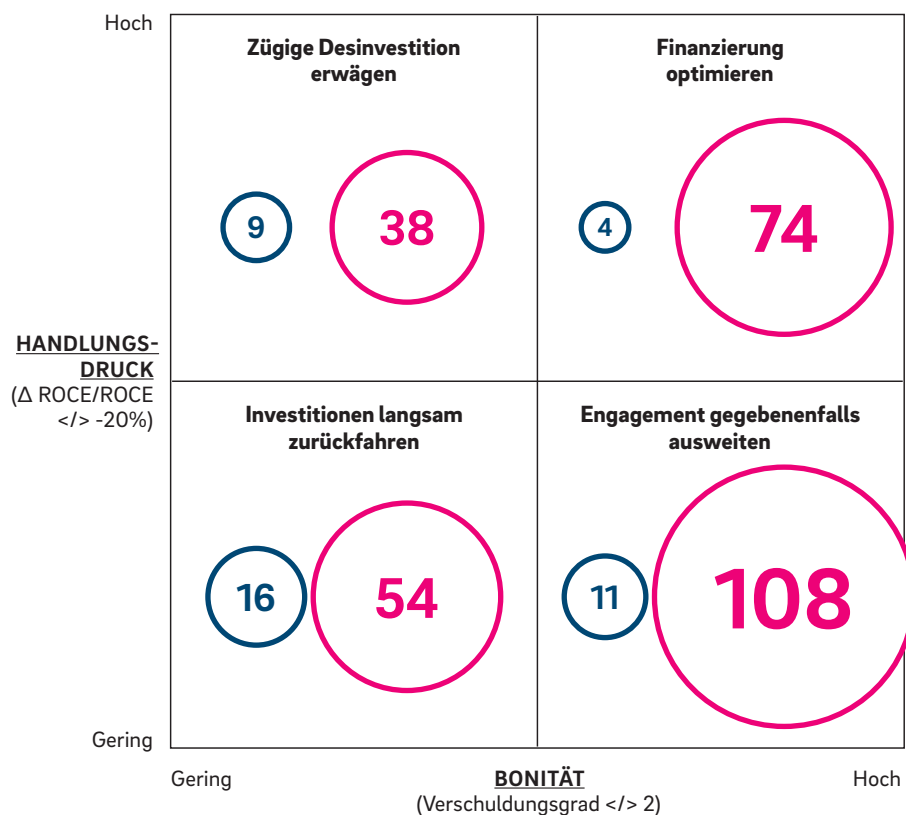 Hoch
Zügige Desinvestition
erwägen
Finanzierung
optimieren
9
38
4
74
HANDLUNGS-
DRUCK
(Δ ROCE/ROCE
</> -20%)
Investitionen langsam
zurückfahren
Engagement gegebenenfalls
ausweiten
16
54
11
108
Gering
Gering
BONITÄT
Hoch
(Verschuldungsgrad </> 2)